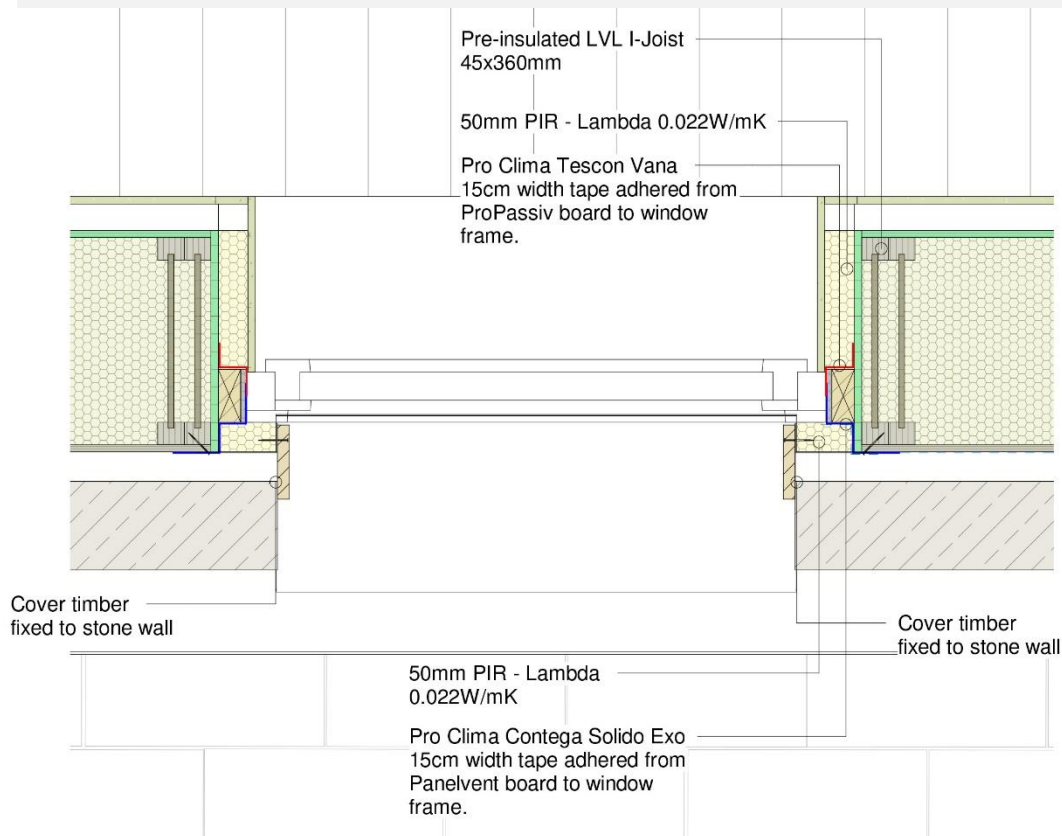 Pre-insulated LVL I-Joist
45x360mm
50mm PIR - Lambda 0.022W/mK
Pro Clima Tescon Vana
15cm width tape adhered from
ProPassiv board to window
frame.
Cover timber
fixed to stone wall
Cover timber
fixed to stone wall
50mm PIR - Lambda
0.022W/mK
Pro Clima Contega Solido Exo
15cm width tape adhered from
Panelvent board to window
frame.